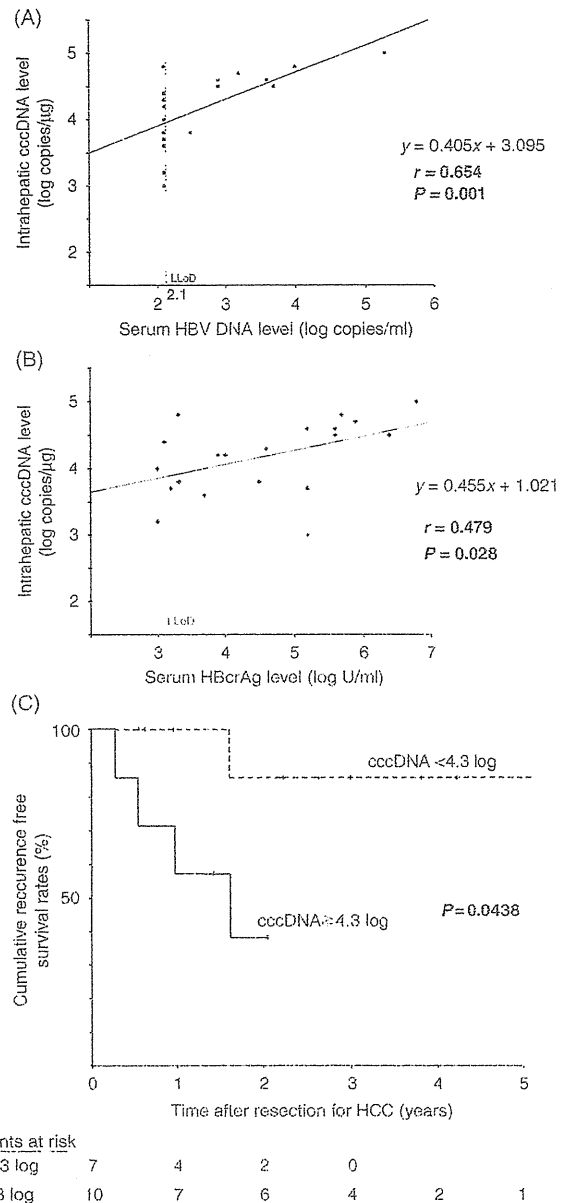 (A)
Intrahepatic cccDNA level
(log copies/µg)
5
4
3
2
y = 0.405x + 3.095
r = 0.654
P = 0.001
LLoD
2.1
2 3 4 5 6
Serum HBV DNA level (log copies/ml)
(B)
Intrahepatic cccDNA level
(log copies/µg)
5
4
3
2
y = 0.455x + 1.021
r = 0.479
P = 0.028
LLoD
3 4 5 6 7
Serum HBcrAg level (log U/ml)
(C)
Cumulative reccurence free
survival rates (%)
100
50
cccDNA <4.3 log
cccDNA≥4.3 log
P=0.0438
0 1 2 3 4 5
Time after resection for HCC (years)
nts at risk
3 log 7 4 2 0
3 log 10 7 6 4 2 1